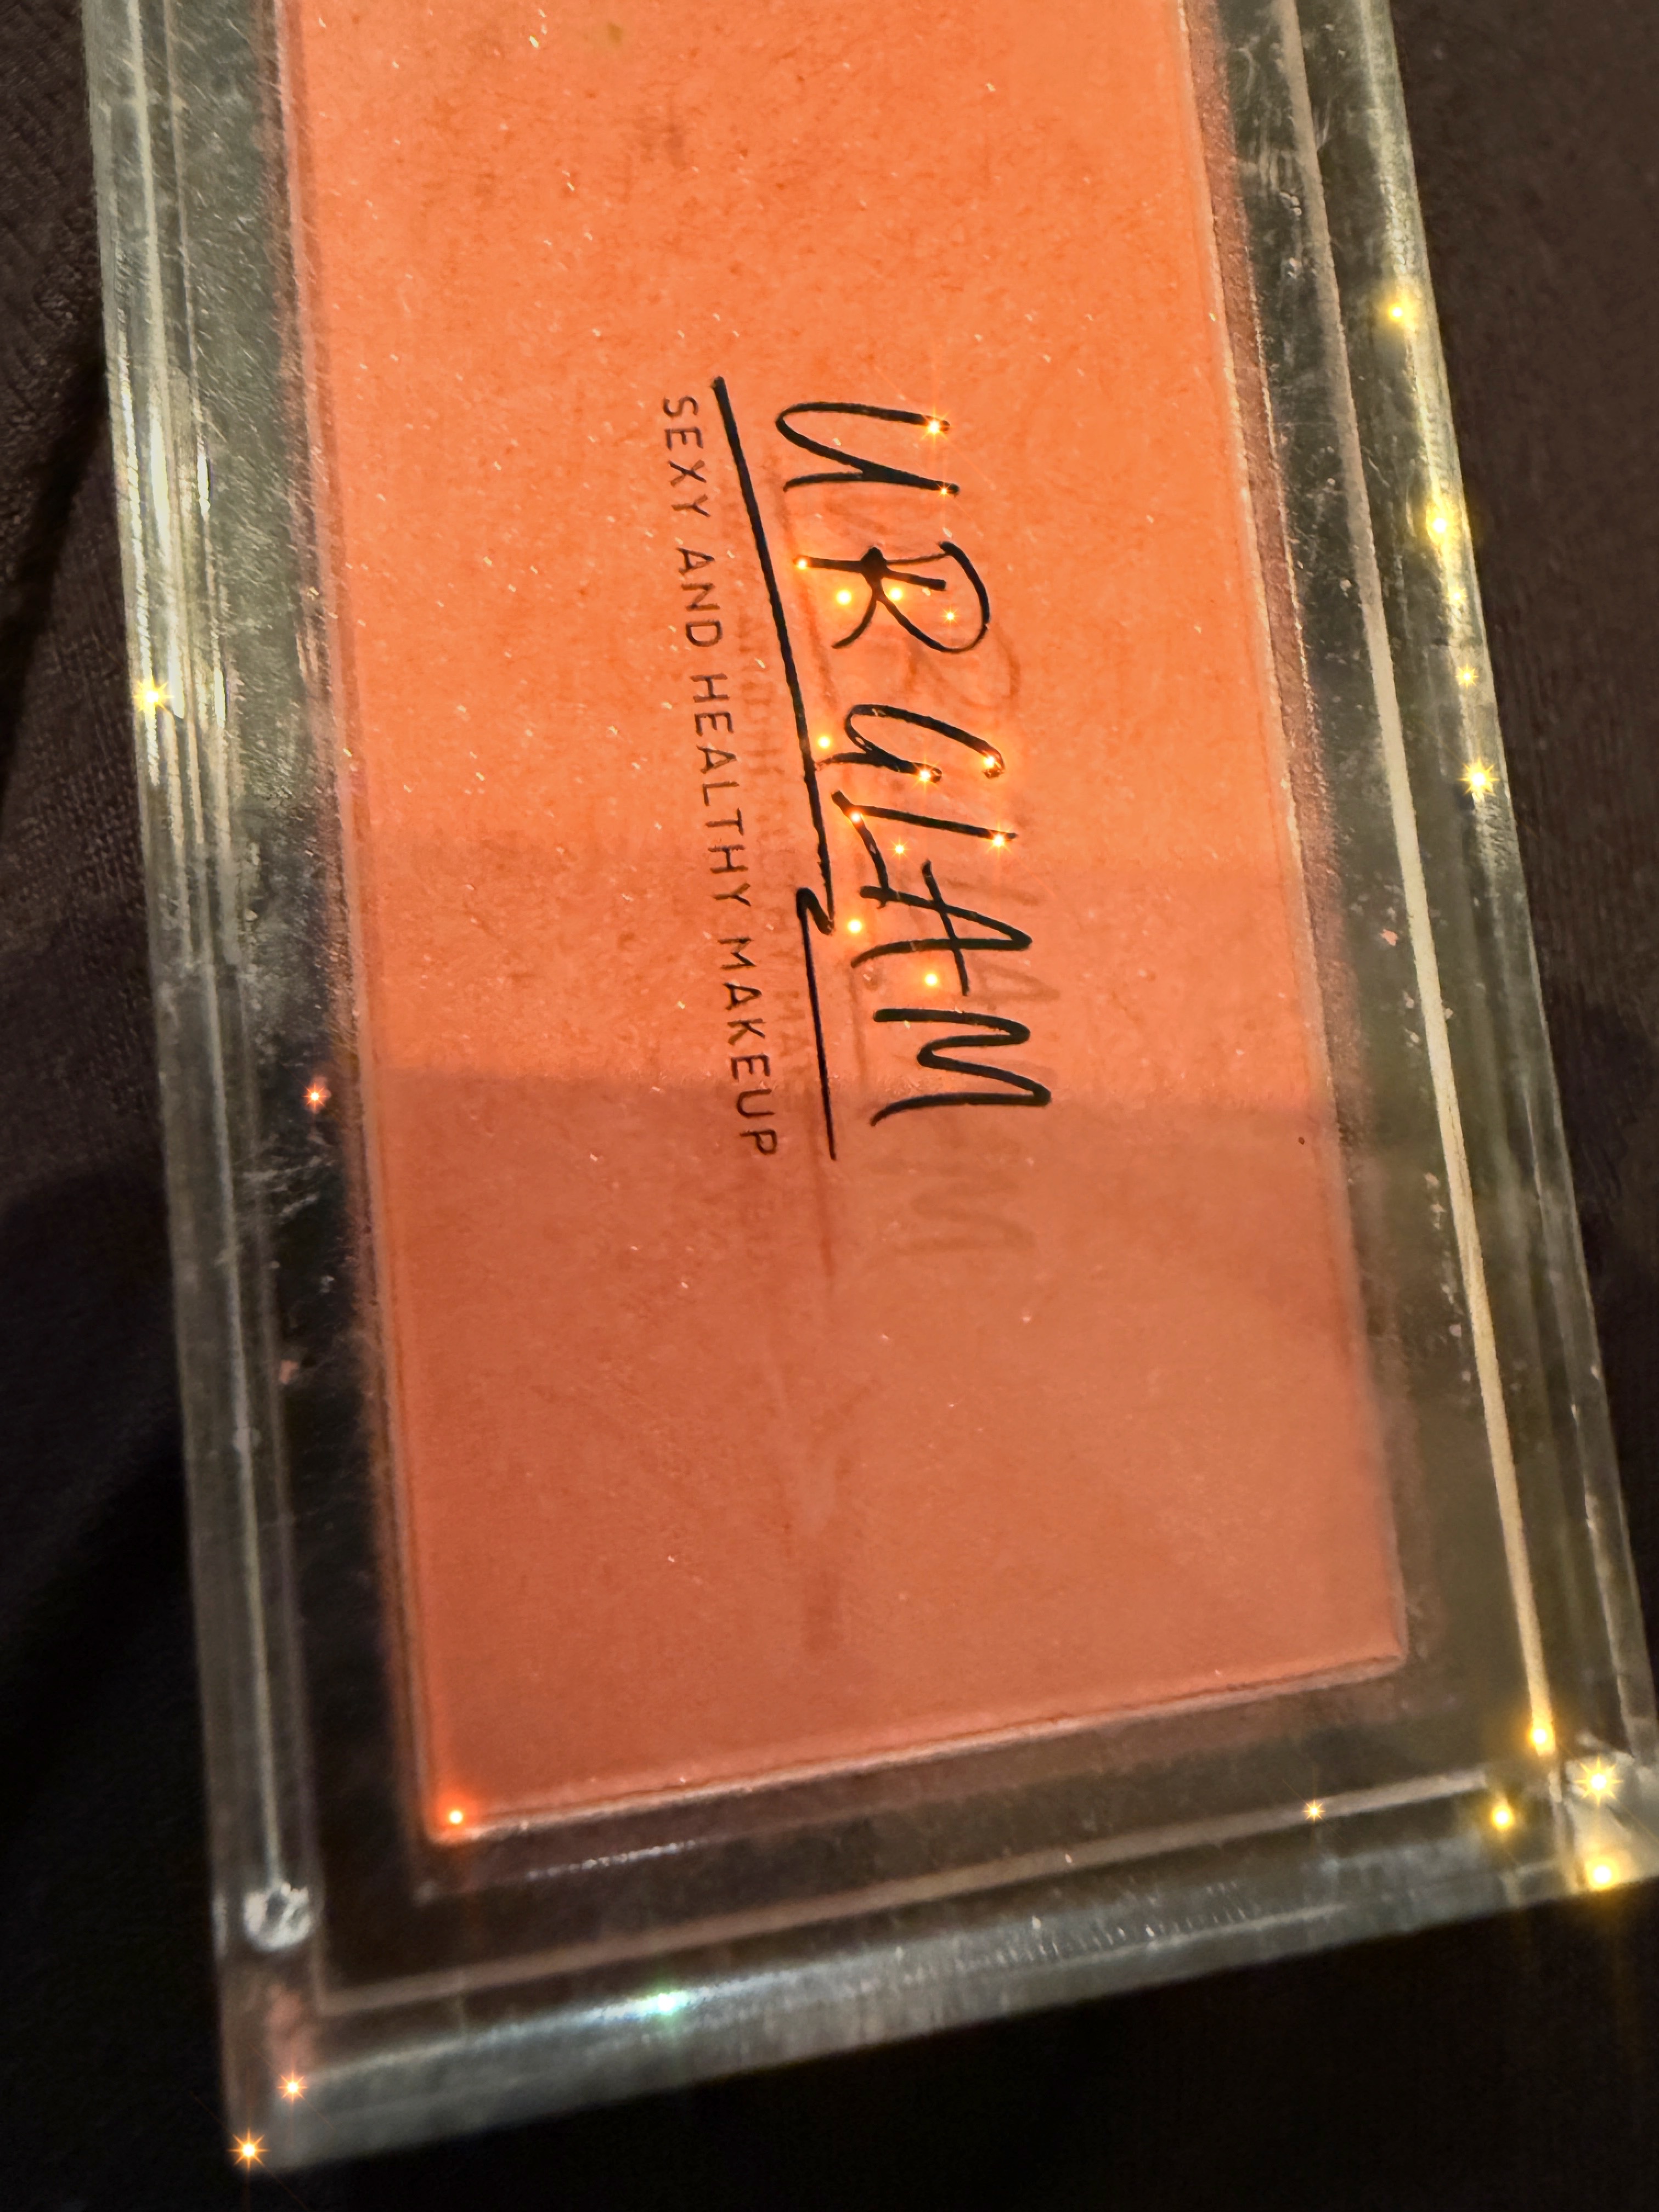 UR GLAM
SEXY AND HEALTHY MAKEUP